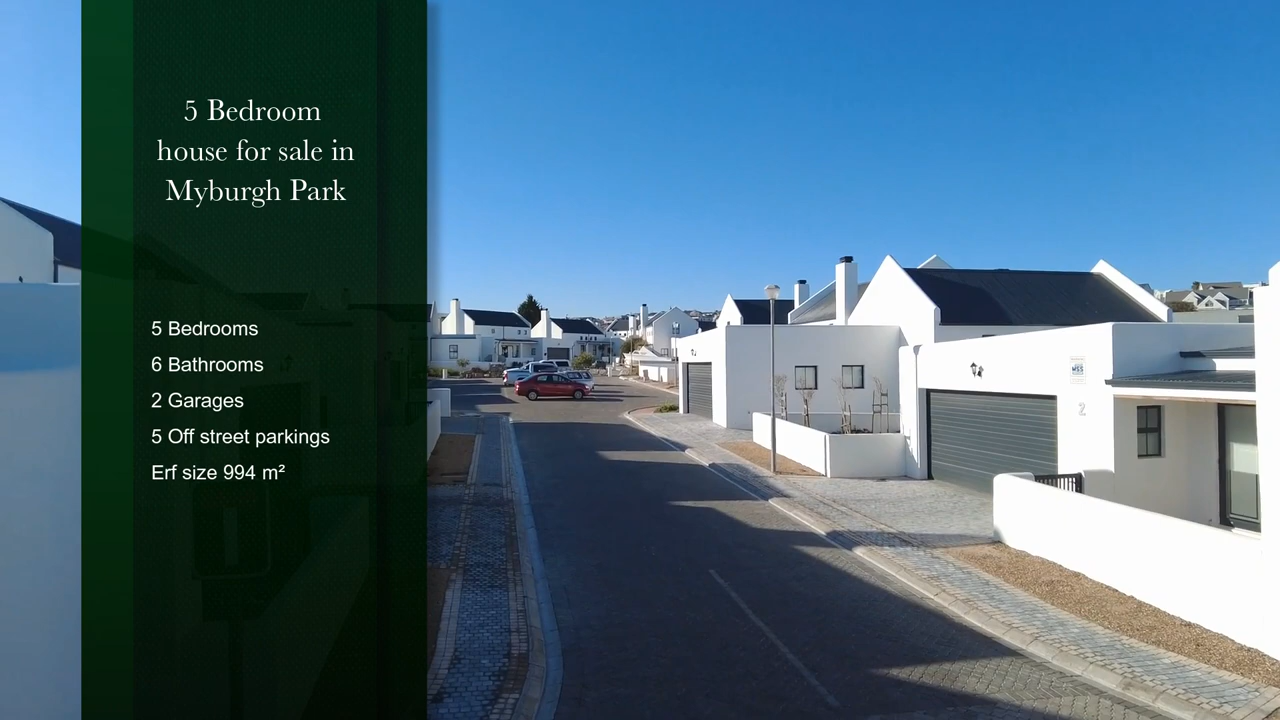 5 Bedroom
house for sale in
Myburgh Park
5 Bedrooms
6 Bathrooms
2 Garages
5 Off street parkings
Erf size 994 m²
2